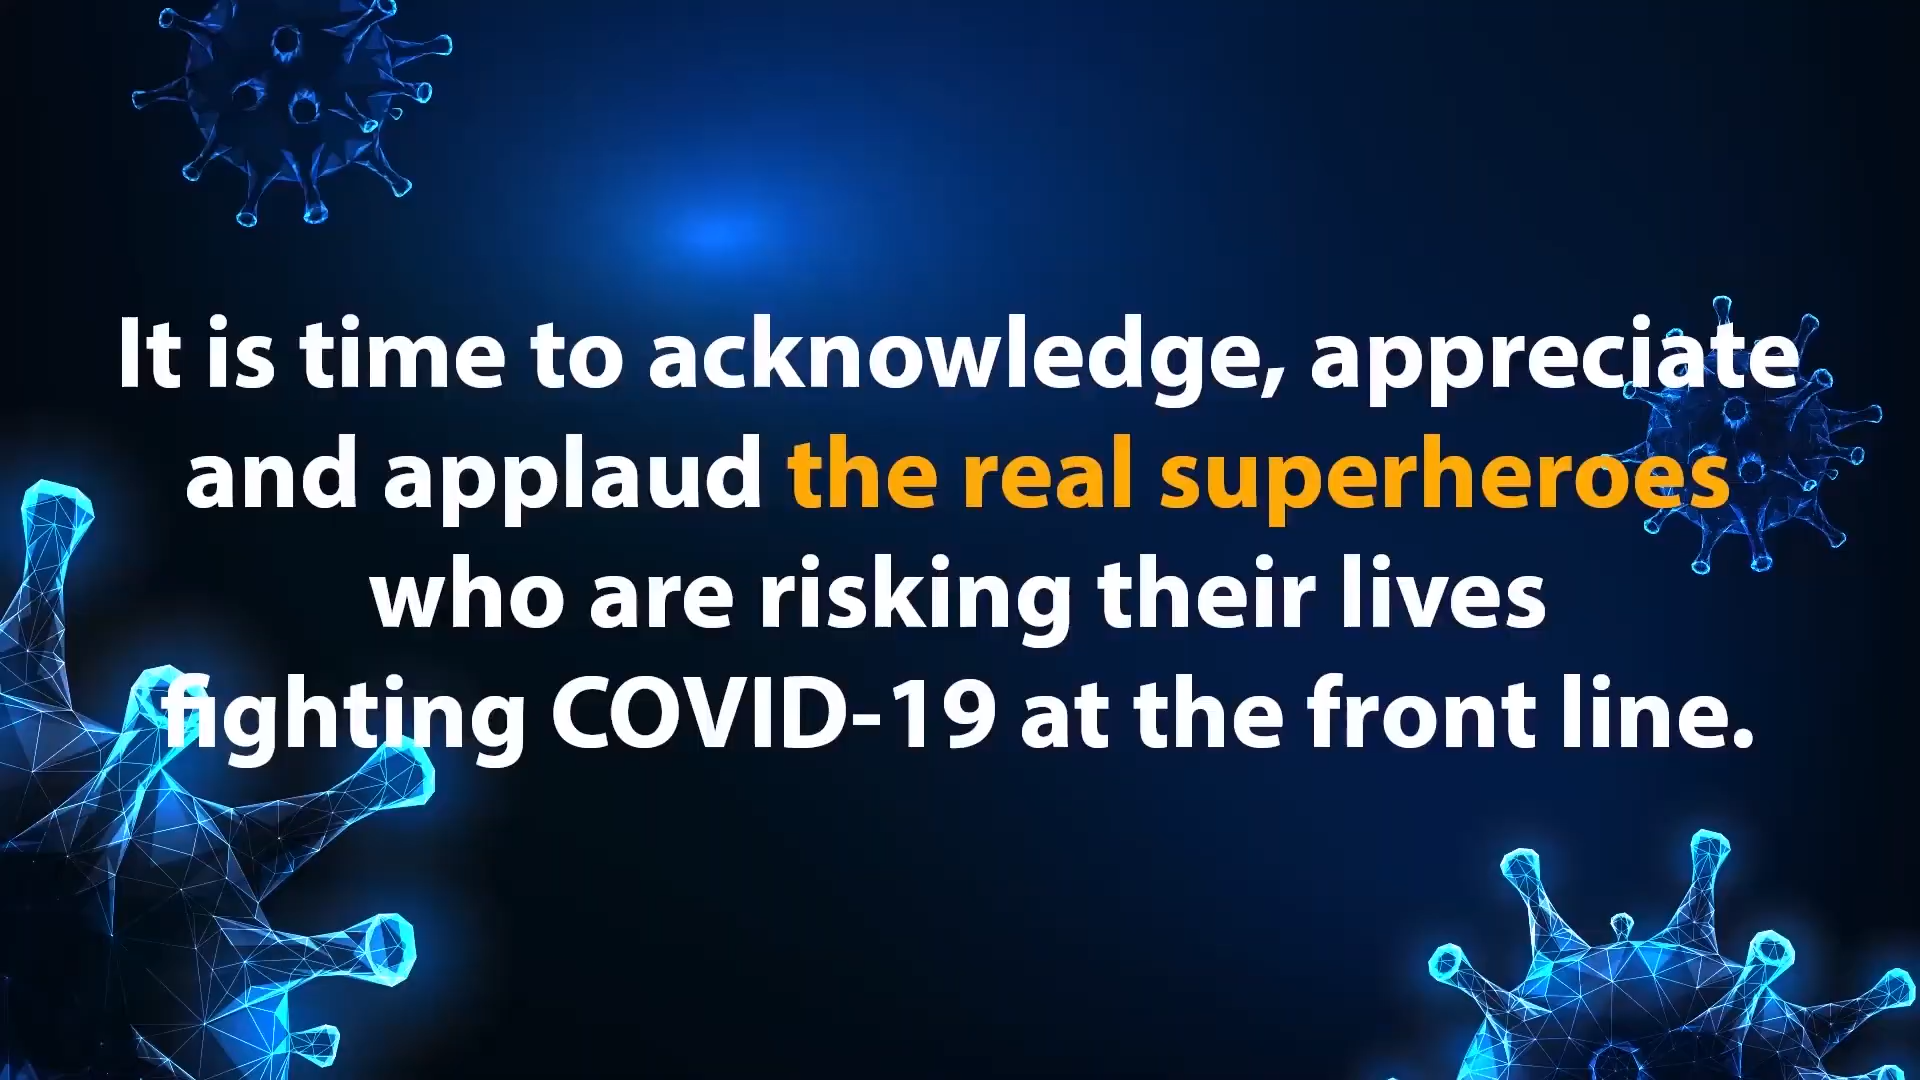 It is time to acknowledge, appreciate
and applaud the real superheroes
who are risking their lives
fighting COVID-19 at the front line.